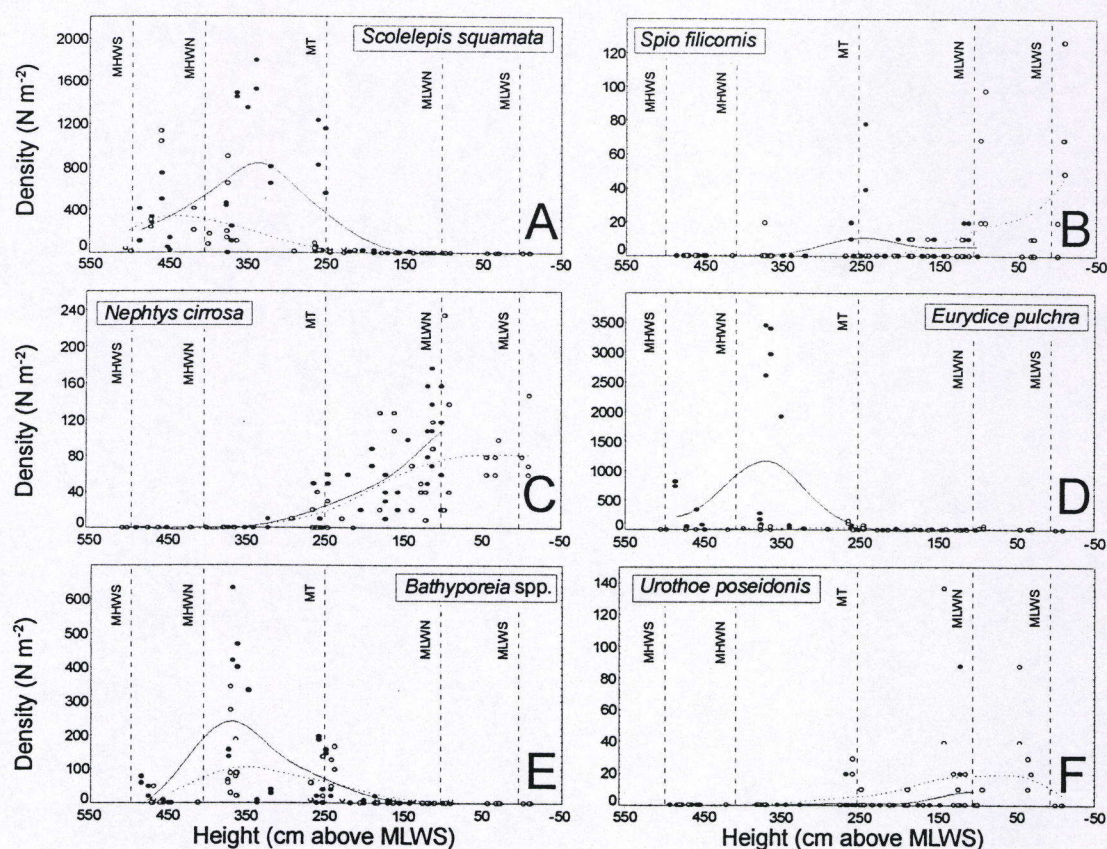 Scolelepis squamata
MHWS MHWN MT MLWN MLWS
Density (N m⁻²)
2000
1600
1200
800
400
0
A
550 450 350 250 150 50 -50
Spio filicornis
MHWS MHWN MT MLWN MLWS
120
100
80
60
40
20
0
B
550 450 350 250 150 50 -50
Nephtys cirrosa
MHWS MHWN MT MLWN MLWS
Density (N m⁻²)
240
200
160
120
80
40
0
C
550 450 350 250 150 50 -50
Eurydice pulchra
MHWS MHWN MT MLWN MLWS
3500
3000
2500
2000
1500
1000
500
0
D
550 450 350 250 150 50 -50
Bathyporeia spp.
MHWS MHWN MT MLWN MLWS
Density (N m⁻²)
600
500
400
300
200
100
0
E
550 450 350 250 150 50 -50
Height (cm above MLWS)
Urothoe poseidonis
MHWS MHWN MT MLWN MLWS
140
120
100
80
60
40
20
0
F
550 450 350 250 150 50 -50
Height (cm above MLWS)